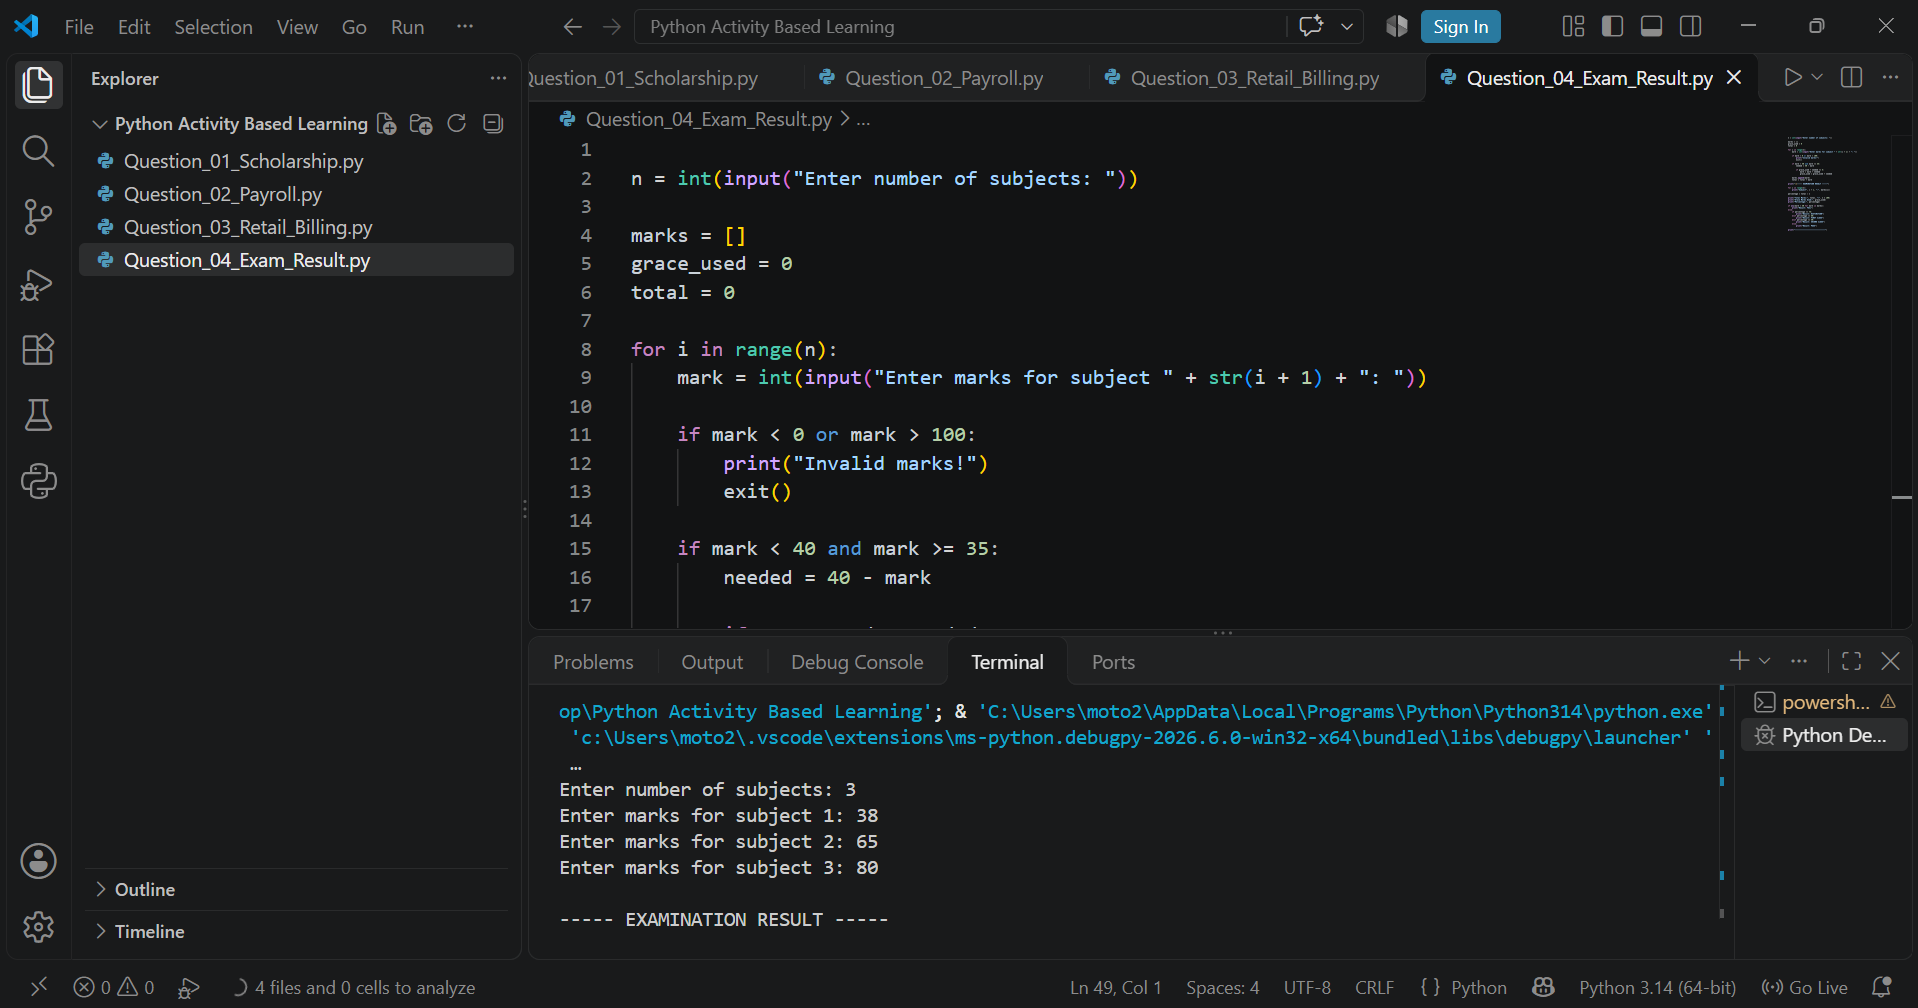 File Edit Selection View Go Run ··· Python Activity Based Learning Sign In
Explorer ···
Python Activity Based Learning
Question_01_Scholarship.py
Question_02_Payroll.py
Question_03_Retail_Billing.py
Question_04_Exam_Result.py
Outline
Timeline
uestion_01_Scholarship.py Question_02_Payroll.py Question_03_Retail_Billing.py Question_04_Exam_Result.py
Question_04_Exam_Result.py > ...
1
2 n = int(input("Enter number of subjects: "))
3
4 marks = []
5 grace_used = 0
6 total = 0
7
8 for i in range(n):
9 mark = int(input("Enter marks for subject " + str(i + 1) + ": "))
10
11 if mark < 0 or mark > 100:
12 print("Invalid marks!")
13 exit()
14
15 if mark < 40 and mark >= 35:
16 needed = 40 - mark
17
Problems Output Debug Console Terminal Ports
op\Python Activity Based Learning'; & 'C:\Users\moto2\AppData\Local\Programs\Python\Python314\python.exe'
'c:\Users\moto2\.vscode\extensions\ms-python.debugpy-2026.6.0-win32-x64\bundled\libs\debugpy\launcher' '
…
Enter number of subjects: 3
Enter marks for subject 1: 38
Enter marks for subject 2: 65
Enter marks for subject 3: 80
----- EXAMINATION RESULT -----
powersh...
Python De...
0 0 4 files and 0 cells to analyze Ln 49, Col 1 Spaces: 4 UTF-8 CRLF { } Python Python 3.14 (64-bit) Go Live